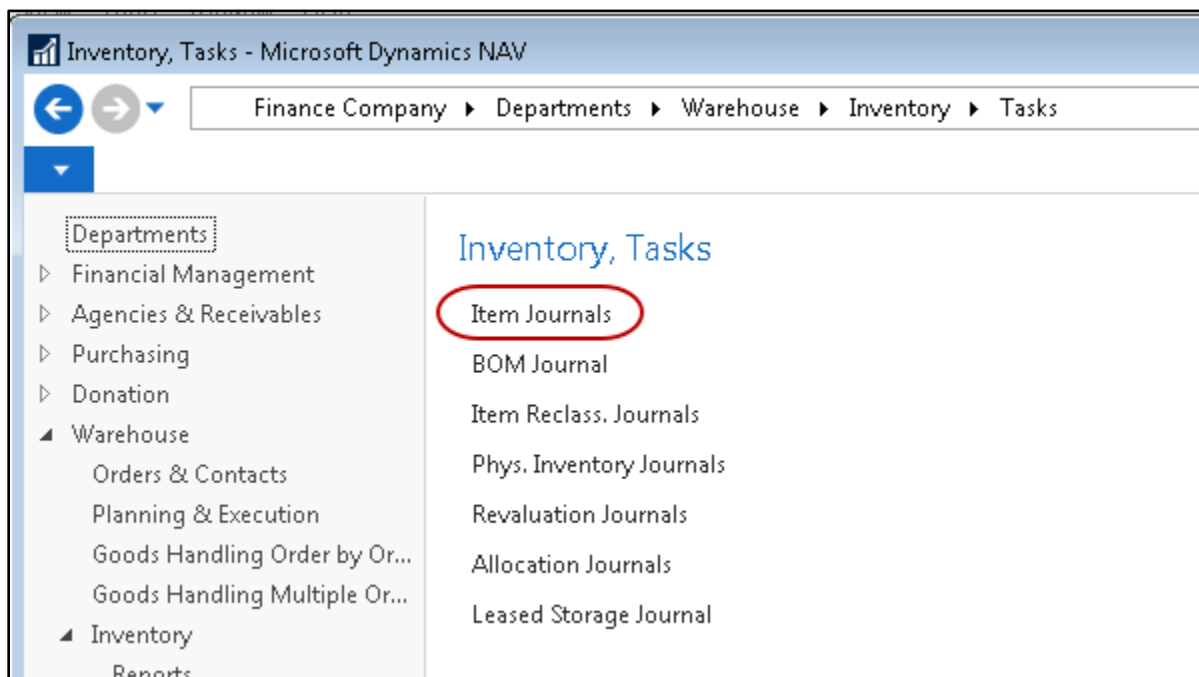 Inventory, Tasks - Microsoft Dynamics NAV
Finance Company Departments Warehouse Inventory Tasks
Departments
Financial Management
Agencies & Receivables
Purchasing
Donation
Warehouse
Orders & Contacts
Planning & Execution
Goods Handling Order by Or...
Goods Handling Multiple Or...
Inventory
Reports
Inventory, Tasks
Item Journals
BOM Journal
Item Reclass. Journals
Phys. Inventory Journals
Revaluation Journals
Allocation Journals
Leased Storage Journal